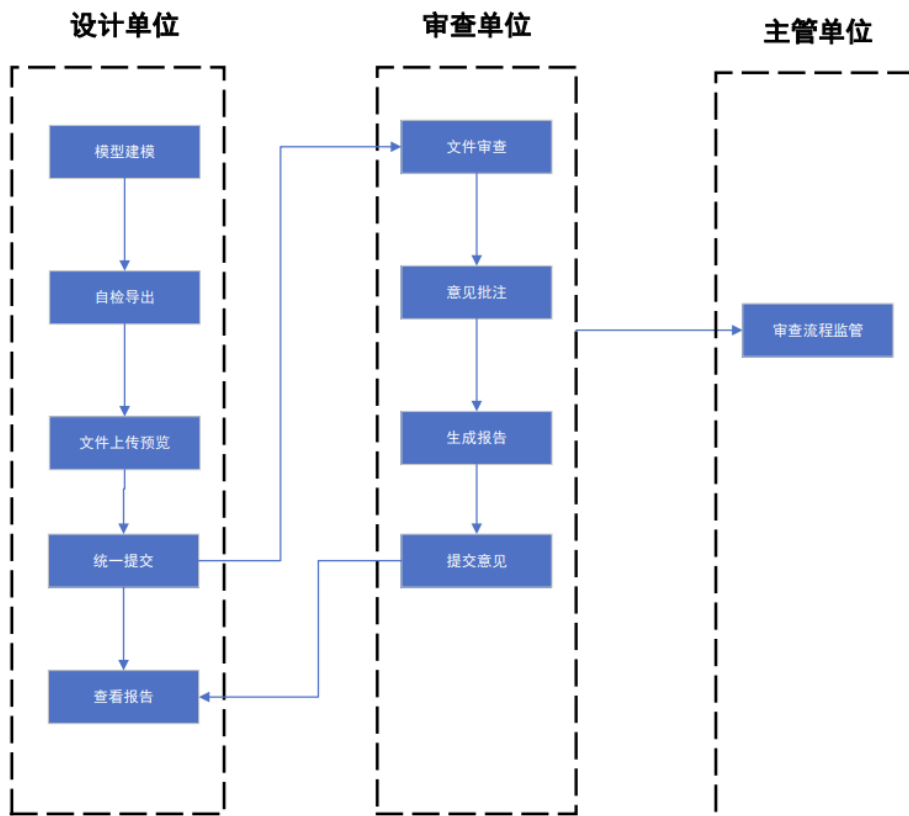 设计单位
审查单位
主管单位
模型建模
自检导出
文件上传预览
统一提交
查看报告
文件审查
意见批注
生成报告
提交意见
审查流程监管